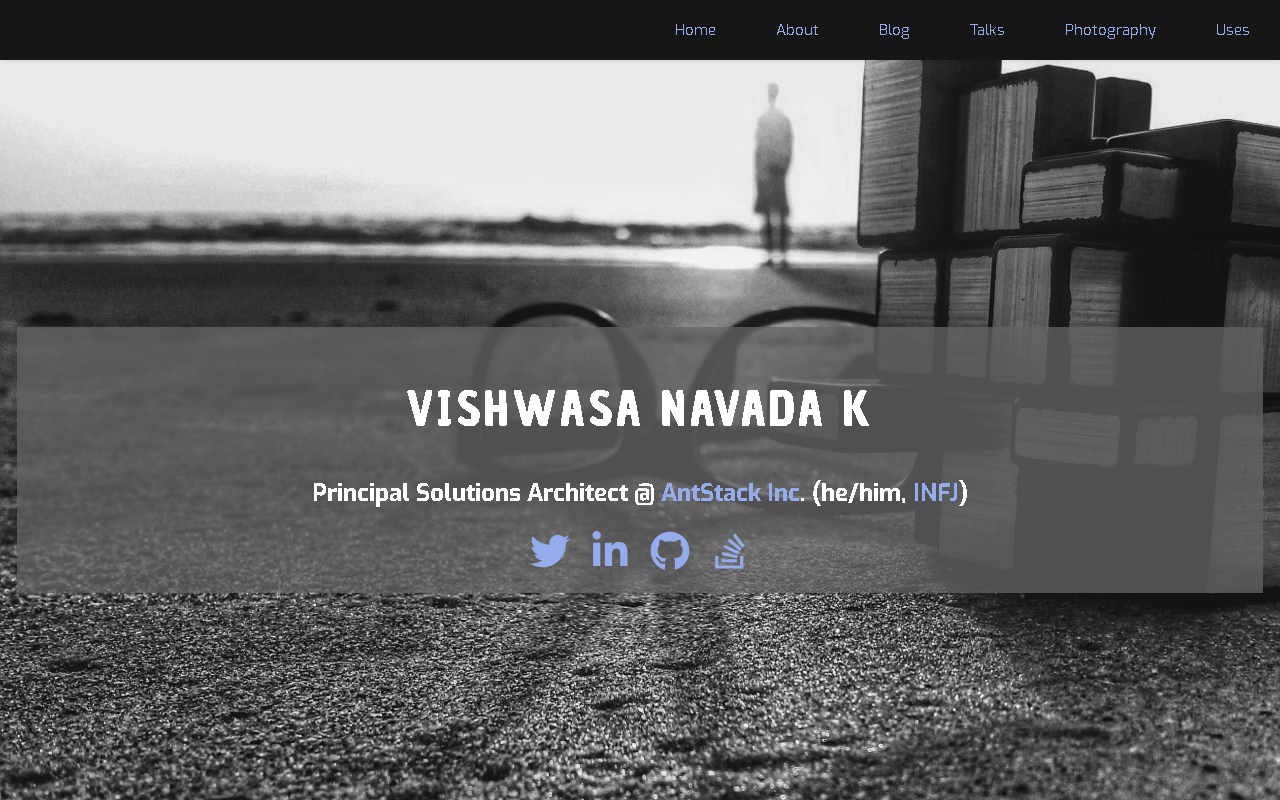 Home About Blog Talks Photography Uses
VISHWASA NAVADA K
Principal Solutions Architect @ AntStack Inc. (he/him, INFJ)